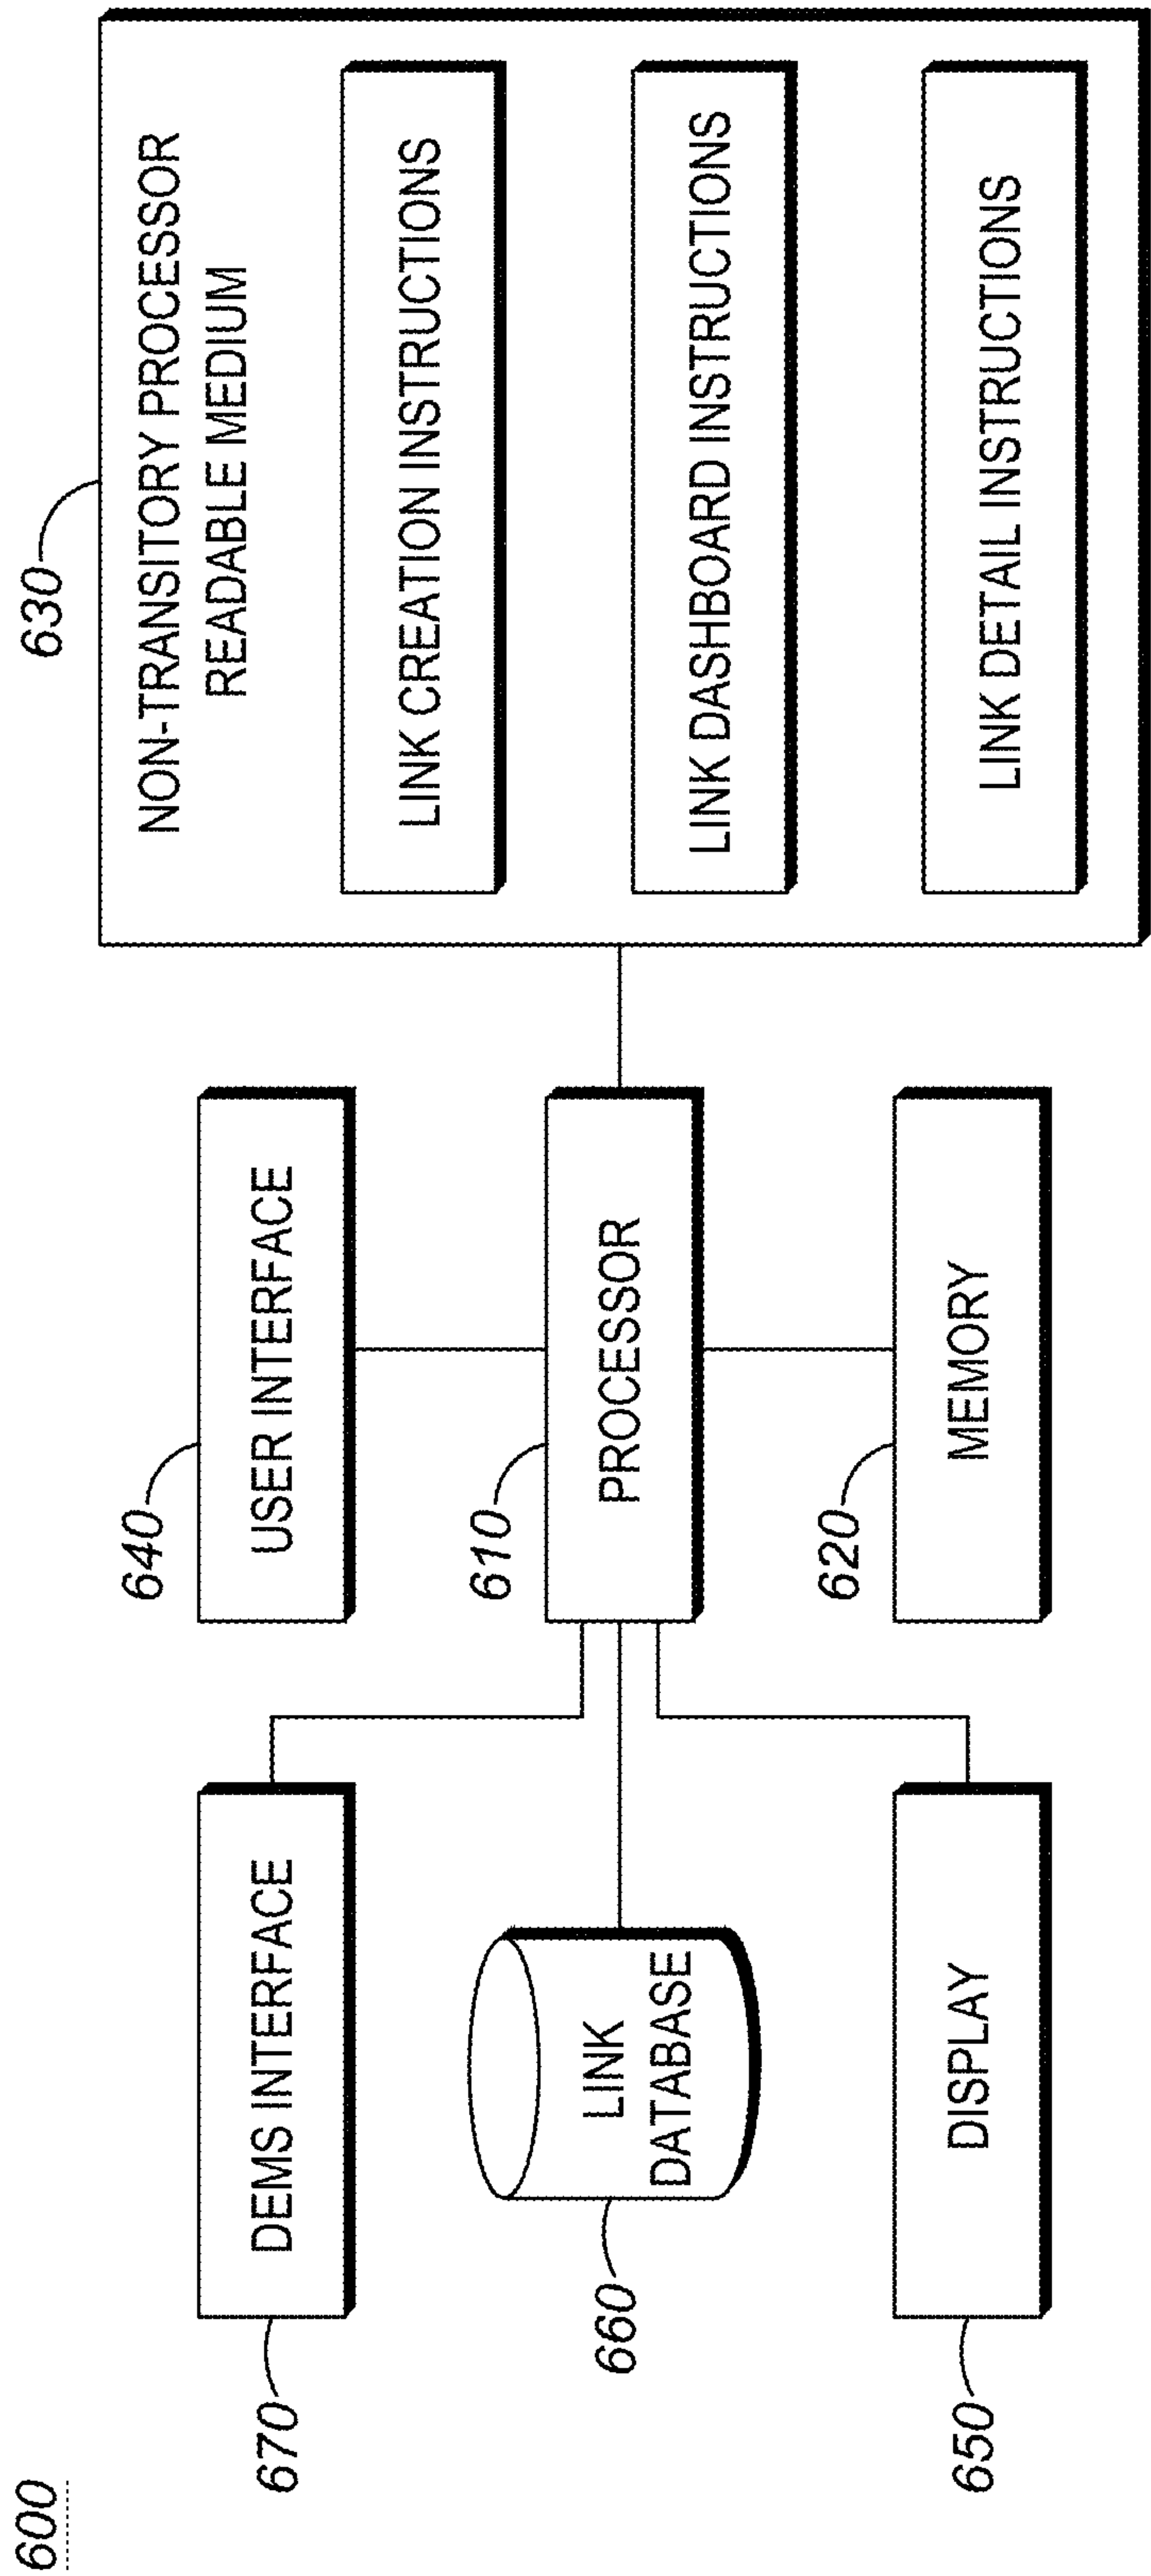 600
670
DEMS INTERFACE
660
LINK
DATABASE
650
DISPLAY
640
USER INTERFACE
610
PROCESSOR
620
MEMORY
630
NON-TRANSITORY PROCESSOR
READABLE MEDIUM
LINK CREATION INSTRUCTIONS
LINK DASHBOARD INSTRUCTIONS
LINK DETAIL INSTRUCTIONS